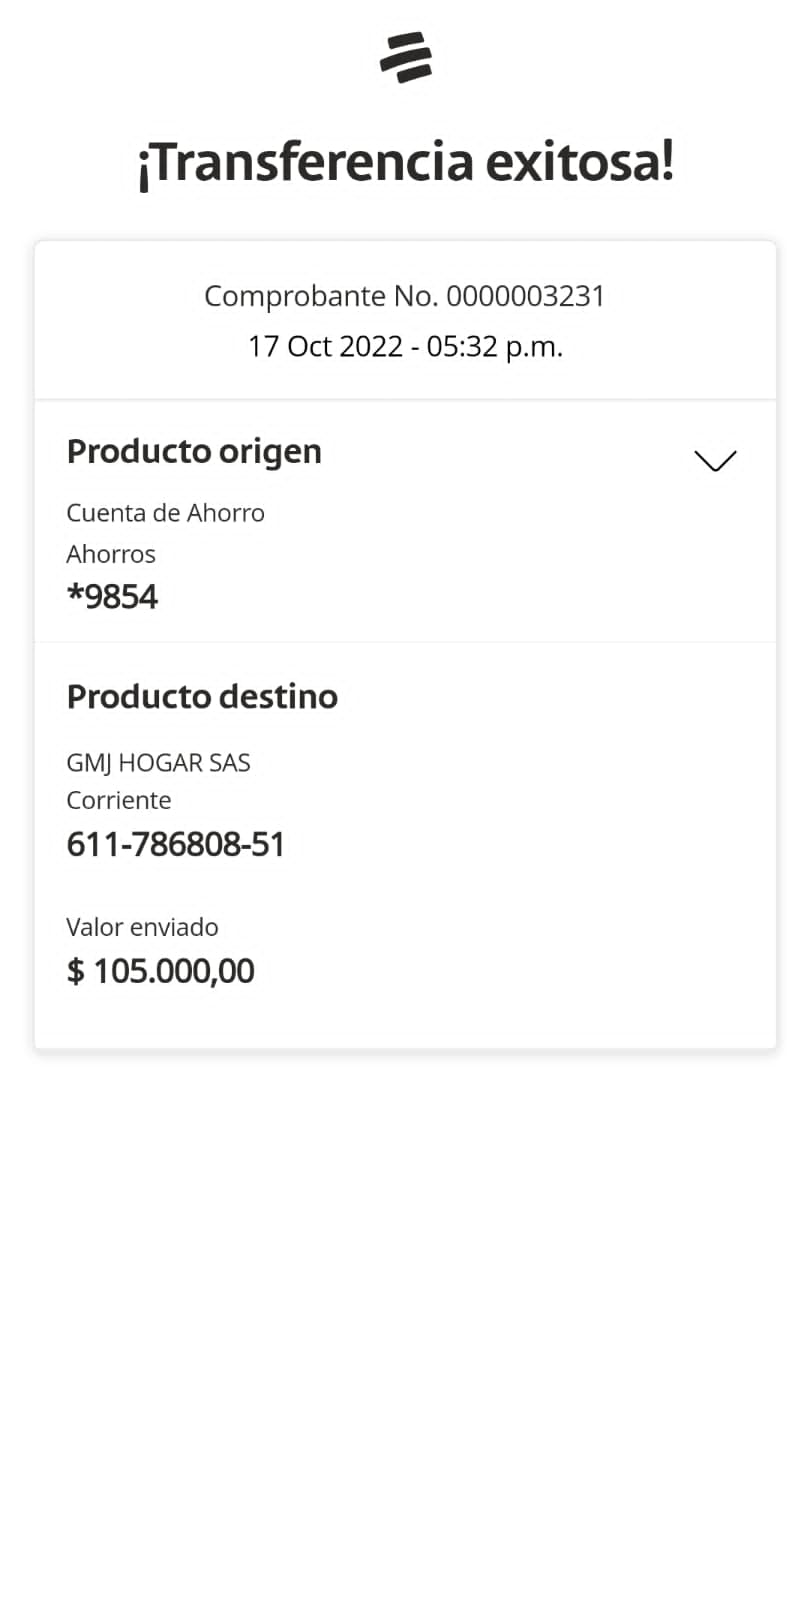 ¡Transferencia exitosa!
Comprobante No. 0000003231
17 Oct 2022 - 05:32 p.m.
Producto origen
Cuenta de Ahorro
Ahorros
*9854
Producto destino
GMJ HOGAR SAS
Corriente
611-786808-51
Valor enviado
$ 105.000,00